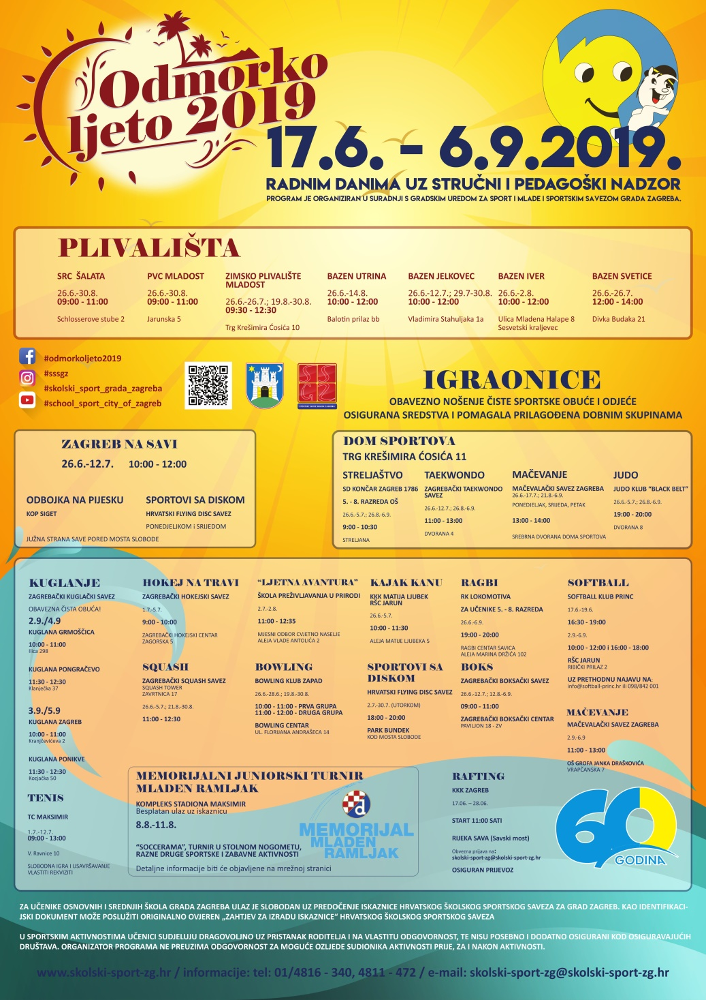 Odmorko
ljeto 2019
17.6. - 6.9.2019.
RADNIM DANIMA UZ STRUČNI I PEDAGOŠKI NADZOR
PROGRAM JE ORGANIZIRAN U SURADNJI S GRADSKIM UREDOM ZA SPORT I MLADE I SPORTSKIM SAVEZOM GRADA ZAGREBA.
PLIVALIŠTA
SRC ŠALATA
26.6.-30.8.
09:00 - 11:00
Schlosserove stube 2
PVC MLADOST
26.6.-30.8.
09:00 - 11:00
Jarunska 5
ZIMSKO PLIVALIŠTE
MLADOST
26.6.-26.7.; 19.8.-30.8.
09:30 - 12:30
Trg Krešimira Ćosića 10
BAZEN UTRINA
26.6.-14.8.
10:00 - 12:00
Balotin prilaz bb
BAZEN JELKOVEC
26.6.-12.7.; 29.7-30.8.
10:00 - 12:00
Vladimira Stahuljaka 1a
BAZEN IVER
26.6.-2.8.
10:00 - 12:00
Ulica Mladena Halape 8
Sesvetski kraljevec
BAZEN SVETICE
26.6.-26.7.
12:00 - 14:00
Divka Budaka 21
#odmorkoljeto2019
#sssgz
#skolski_sport_grada_zagreba
#school_sport_city_of_zagreb
IGRAONICE
OBAVEZNO NOŠENJE ČISTE SPORTSKE OBUĆE I ODJEĆE
OSIGURANA SREDSTVA I POMAGALA PRILAGOĐENA DOBNIM SKUPINAMA
ZAGREB NA SAVI
26.6.-12.7. 10:00 - 12:00
ODBOJKA NA PIJESKU
KOP SIGET
SPORTOVI SA DISKOM
HRVATSKI FLYING DISC SAVEZ
PONEDJELJKOM i SRIJEDOM
JUŽNA STRANA SAVE PORED MOSTA SLOBODE
DOM SPORTOVA
TRG KREŠIMIRA ĆOSIĆA 11
STRELJAŠTVO
SD KONČAR ZAGREB 1786
5. - 8. RAZREDA OŠ
26.6.-5.7.; 26.8.-6.9.
9:00 - 10:30
STRELJANA
TAEKWONDO
ZAGREBAČKI TAEKWONDO
SAVEZ
26.6.-12.7.; 26.8.-6.9.
11:00 - 13:00
DVORANA 4
MAČEVANJE
MAČEVALAČKI SAVEZ ZAGREBA
26.6.-17.7.; 21.8.-6.9.
PONEDJELJAK, SRIJEDA, PETAK
13:00 - 14:00
SREBRNA DVORANA DOMA SPORTOVA
JUDO
JUDO KLUB “BLACK BELT”
26.6.-5.7.; 26.8.-6.9.
19:00 - 20:00
DVORANA 8
KUGLANJE
ZAGREBAČKI KUGLAČKI SAVEZ
OBAVEZNA ČISTA OBUĆA!
2.9./4.9
KUGLANA GRMOŠČICA
10:00 - 11:00
Ilica 298
KUGLANA PONGRAČEVO
11:30 - 12:30
Klanječka 37
3.9./5.9
KUGLANA ZAGREB
10:00 - 11:00
Kranjčevićeva 2
KUGLANA PONIKVE
11:30 - 12:30
Kozjačka 50
TENIS
TC MAKSIMIR
1.7.-12.7.
09:00 - 13:00
V. Ravnice 10
SLOBODNA IGRA I USAVRŠAVANJE
VLASTITI REKVIZITI
HOKEJ NA TRAVI
ZAGREBAČKI HOKEJSKI SAVEZ
1.7.-5.7.
9:00 - 10:00
ZAGREBAČKI HOKEJSKI CENTAR
ZAGORSKA 5
SQUASH
ZAGREBAČKI SQUASH SAVEZ
SQUASH TOWER
ZAVRTNICA 17
26.6.-5.7.; 21.8.-30.8.
11:00 - 12:30
“LJETNA AVANTURA”
ŠKOLA PREŽIVLJAVANJA U PRIRODI
2.7.-2.8.
11:00 - 12:35
MJESNI ODBOR CVJETNO NASELJE
ALEJA VLADE ANTOLIĆA 2
BOWLING
BOWLING KLUB ZAPAD
26.6.-28.6.; 19.8.-30.8.
10:00 - 11:00 - PRVA GRUPA
11:00 - 12:00 - DRUGA GRUPA
BOWLING CENTAR
UL. FLORIJANA ANDRAŠECA 14
KAJAK KANU
KKK MATIJA LJUBEK
RŠC JARUN
26.6.-5.7.
10:00 - 11:30
ALEJA MATIJE LJUBEKA 5
SPORTOVI SA
DISKOM
HRVATSKI FLYING DISC SAVEZ
2.7.-30.7. (UTORKOM)
18:00 - 20:00
PARK BUNDEK
KOD MOSTA SLOBODE
RAGBI
RK LOKOMOTIVA
ZA UČENIKE 5. - 8. RAZREDA
26.6.-6.9.
19:00 - 20:00
RAGBI CENTAR SAVICA
ALEJA MARINA DRŽIĆA 102
BOKS
ZAGREBAČKI BOKSAČKI SAVEZ
26.6.-12.7.; 12.8.-6.9.
09:00 - 11:00
ZAGREBAČKI BOKSAČKI CENTAR
PAVILJON 18 - ZV
SOFTBALL
SOFTBALL KLUB PRINC
17.6.-19.6.
16:30 - 19:00
2.9.-6.9.
10:00 - 12:00 i 16:00 - 18:00
RŠC JARUN
RIBIČKI PRILAZ 2
UZ PRETHODNU NAJAVU NA:
info@softball-princ.hr ili 098/842 001
MAČEVANJE
MAČEVALAČKI SAVEZ ZAGREBA
2.9.-6.9
11:00 - 13:00
OŠ GROFA JANKA DRAŠKOVIĆA
VRAPČANSKA 7
MEMORIJALNI JUNIORSKI TURNIR
MLADEN RAMLJAK
KOMPLEKS STADIONA MAKSIMIR
Besplatan ulaz uz iskaznicu
8.8.-11.8.
“SOCCERAMA”, TURNIR U STOLNOM NOGOMETU,
RAZNE DRUGE SPORTSKE I ZABAVNE AKTIVNOSTI
Detaljne informacije biti će objavljene na mrežnoj stranici
MEMORIJAL
MLADEN
RAMLJAK
RAFTING
KKK ZAGREB
17.06. – 28.06.
START 11:00 SATI
RIJEKA SAVA (Savski most)
Obvezna prijava na:
skolski-sport-zg@skolski-sport-zg.hr
OSIGURAN PRIJEVOZ
60
GODINA
ZA UČENIKE OSNOVNIH I SREDNJIH ŠKOLA GRADA ZAGREBA ULAZ JE SLOBODAN UZ PREDOČENJE ISKAZNICE HRVATSKOG ŠKOLSKOG SPORTSKOG SAVEZA ZA GRAD ZAGREB. KAO IDENTIFIKACI-
JSKI DOKUMENT MOŽE POSLUŽITI ORIGINALNO OVJEREN „ZAHTJEV ZA IZRADU ISKAZNICE“ HRVATSKOG ŠKOLSKOG SPORTSKOG SAVEZA
U SPORTSKIM AKTIVNOSTIMA UČENICI SUDJELUJU DRAGOVOLJNO UZ PRISTANAK RODITELJA I NA VLASTITU ODGOVORNOST, TE NISU POSEBNO I DODATNO OSIGURANI KOD OSIGURAVAJUĆIH
DRUŠTAVA. ORGANIZATOR PROGRAMA NE PREUZIMA ODGOVORNOST ZA MOGUĆE OZLJEDE SUDIONIKA AKTIVNOSTI PRIJE, ZA I NAKON AKTIVNOSTI.
www.skolski-sport-zg.hr / informacije: tel: 01/4816 - 340, 4811 - 472 / e-mail: skolski-sport-zg@skolski-sport-zg.hr